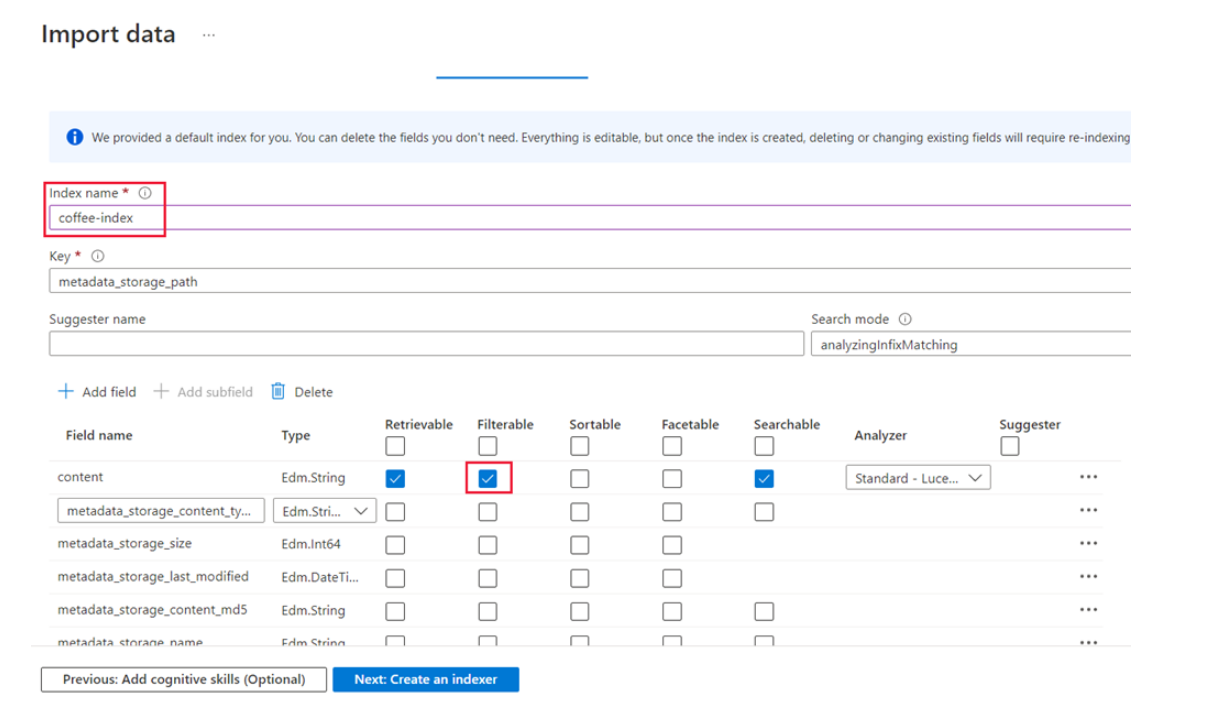 Import data ...
We provided a default index for you. You can delete the fields you don't need. Everything is editable, but once the index is created, deleting or changing existing fields will require re-indexing
Index name *
coffee-index
Key *
metadata_storage_path
Suggester name Search mode
analyzingInfixMatching
+ Add field + Add subfield Delete
Field name Type Retrievable Filterable Sortable Facetable Searchable Analyzer Suggester
content Edm.String Standard - Luce... ...
metadata_storage_content_ty... Edm.Stri... ...
metadata_storage_size Edm.Int64 ...
metadata_storage_last_modified Edm.DateTi... ...
metadata_storage_content_md5 Edm.String ...
metadata_storage_name Edm.String ...
Previous: Add cognitive skills (Optional) Next: Create an indexer